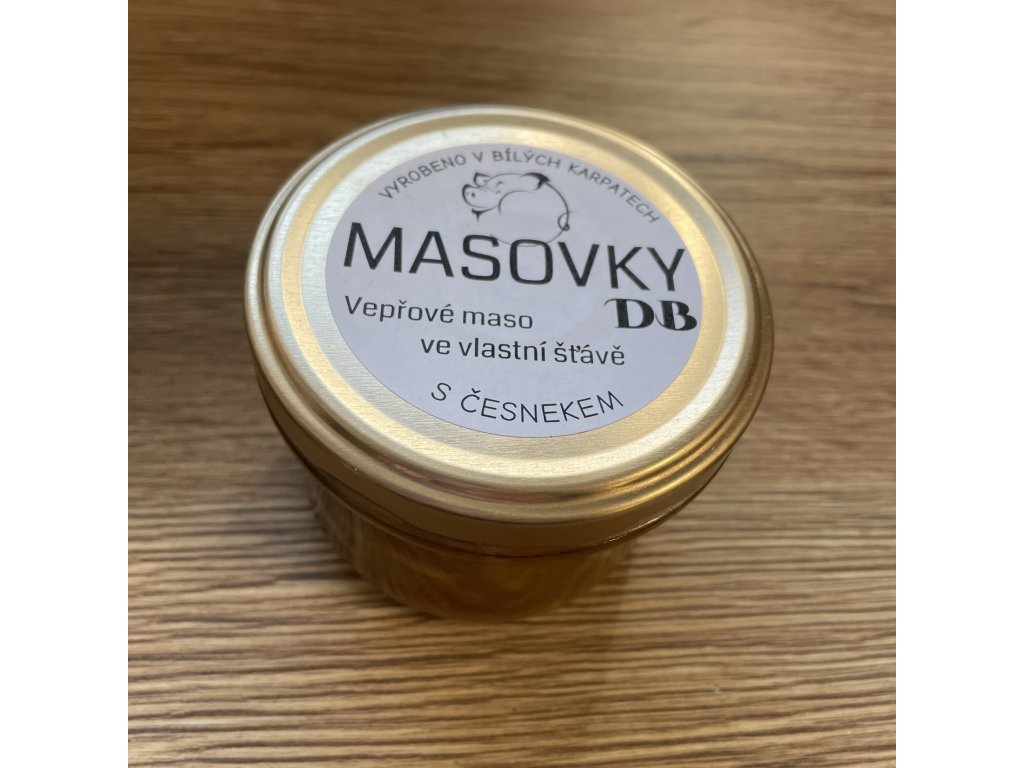 VYROBENO V BÍLÝCH KARPATECH
MASOVKY
DB
Vepřové maso
ve vlastní šťávě
S ČESNEKEM